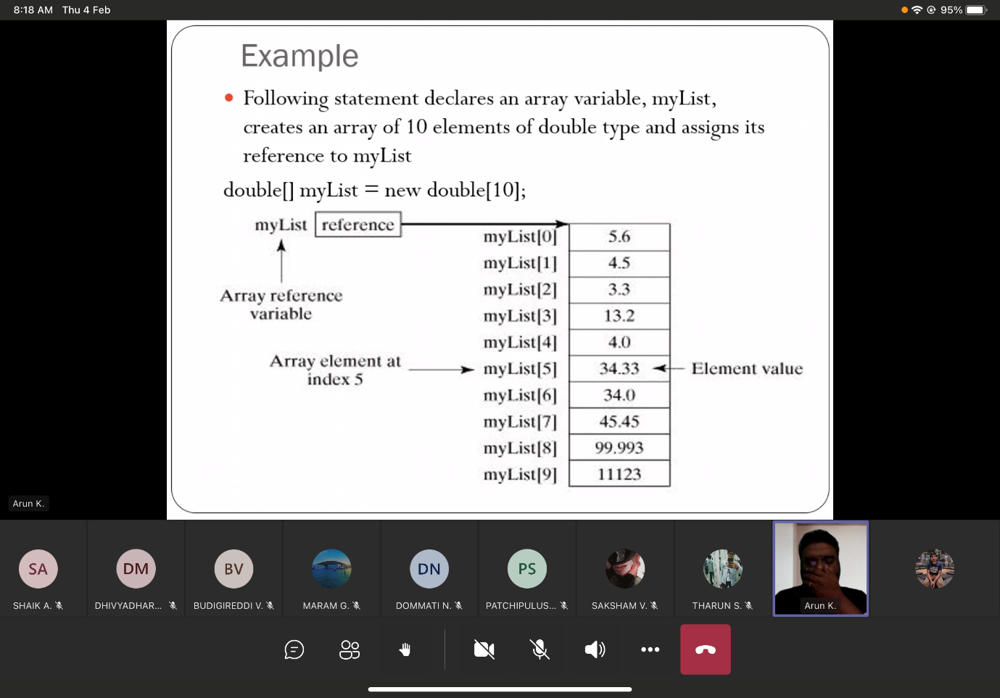 8:18 AM Thu 4 Feb
95%
Example
• Following statement declares an array variable, myList,
creates an array of 10 elements of double type and assigns its
reference to myList
double[] myList = new double[10];
myList reference
Array reference
variable
myList[0] 5.6
myList[1] 4.5
myList[2] 3.3
myList[3] 13.2
myList[4] 4.0
Array element at
index 5
myList[5] 34.33 Element value
myList[6] 34.0
myList[7] 45.45
myList[8] 99.993
myList[9] 11123
Arun K.
SA DM BV DN PS
SHAIK A. DHIVYADHAR... BUDIGIREDDI V. MARAM G. DOMMATI N. PATCHIPULUS... SAKSHAM V. THARUN S. Arun K.